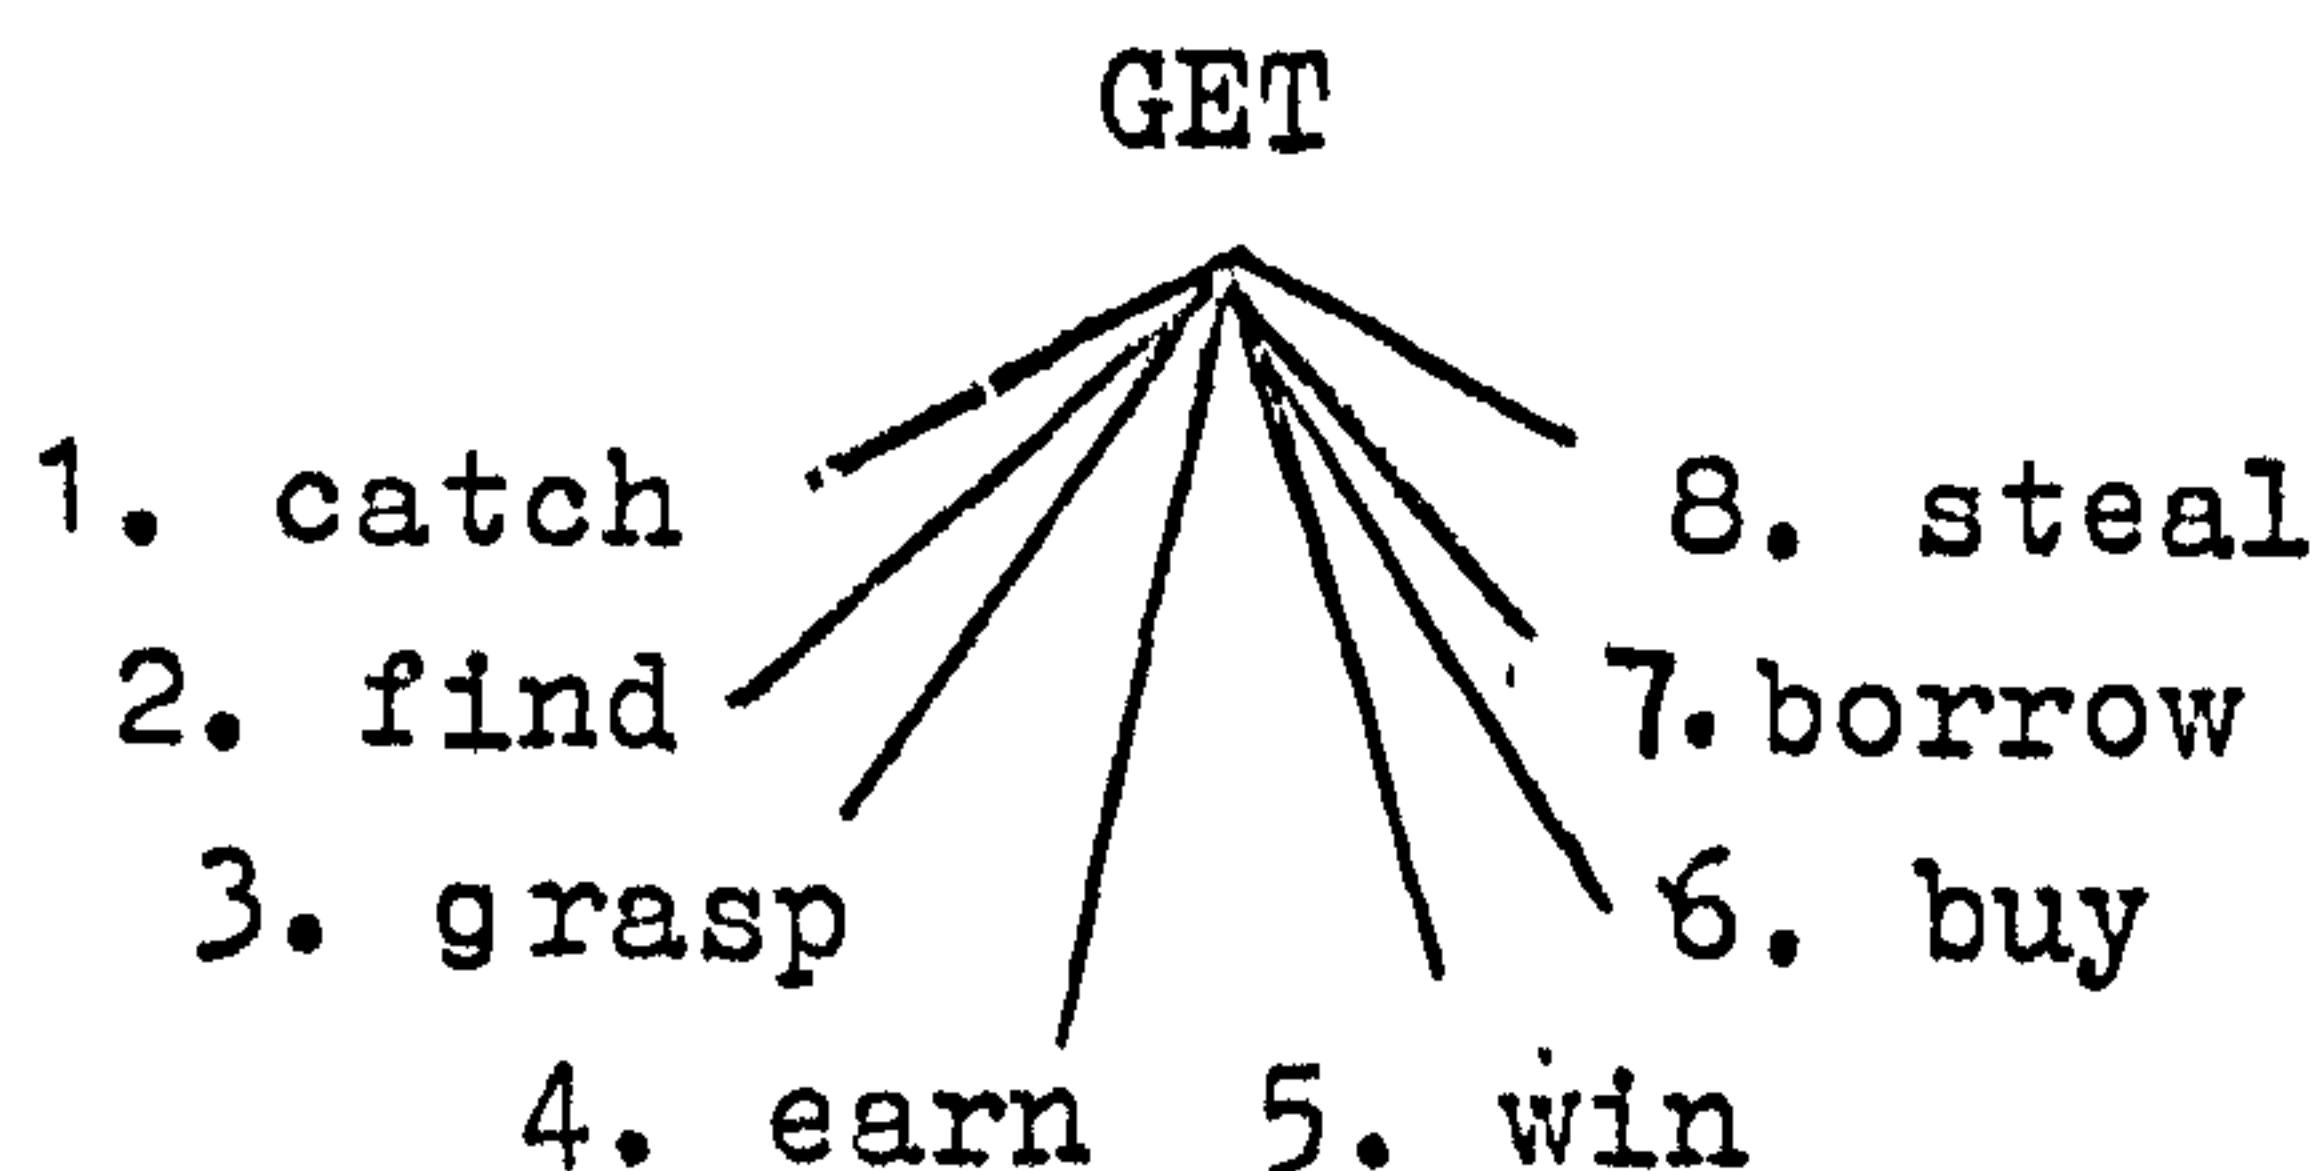 GET
1. catch 8. steal
2. find 7. borrow
3. grasp 6. buy
4. earn 5. win